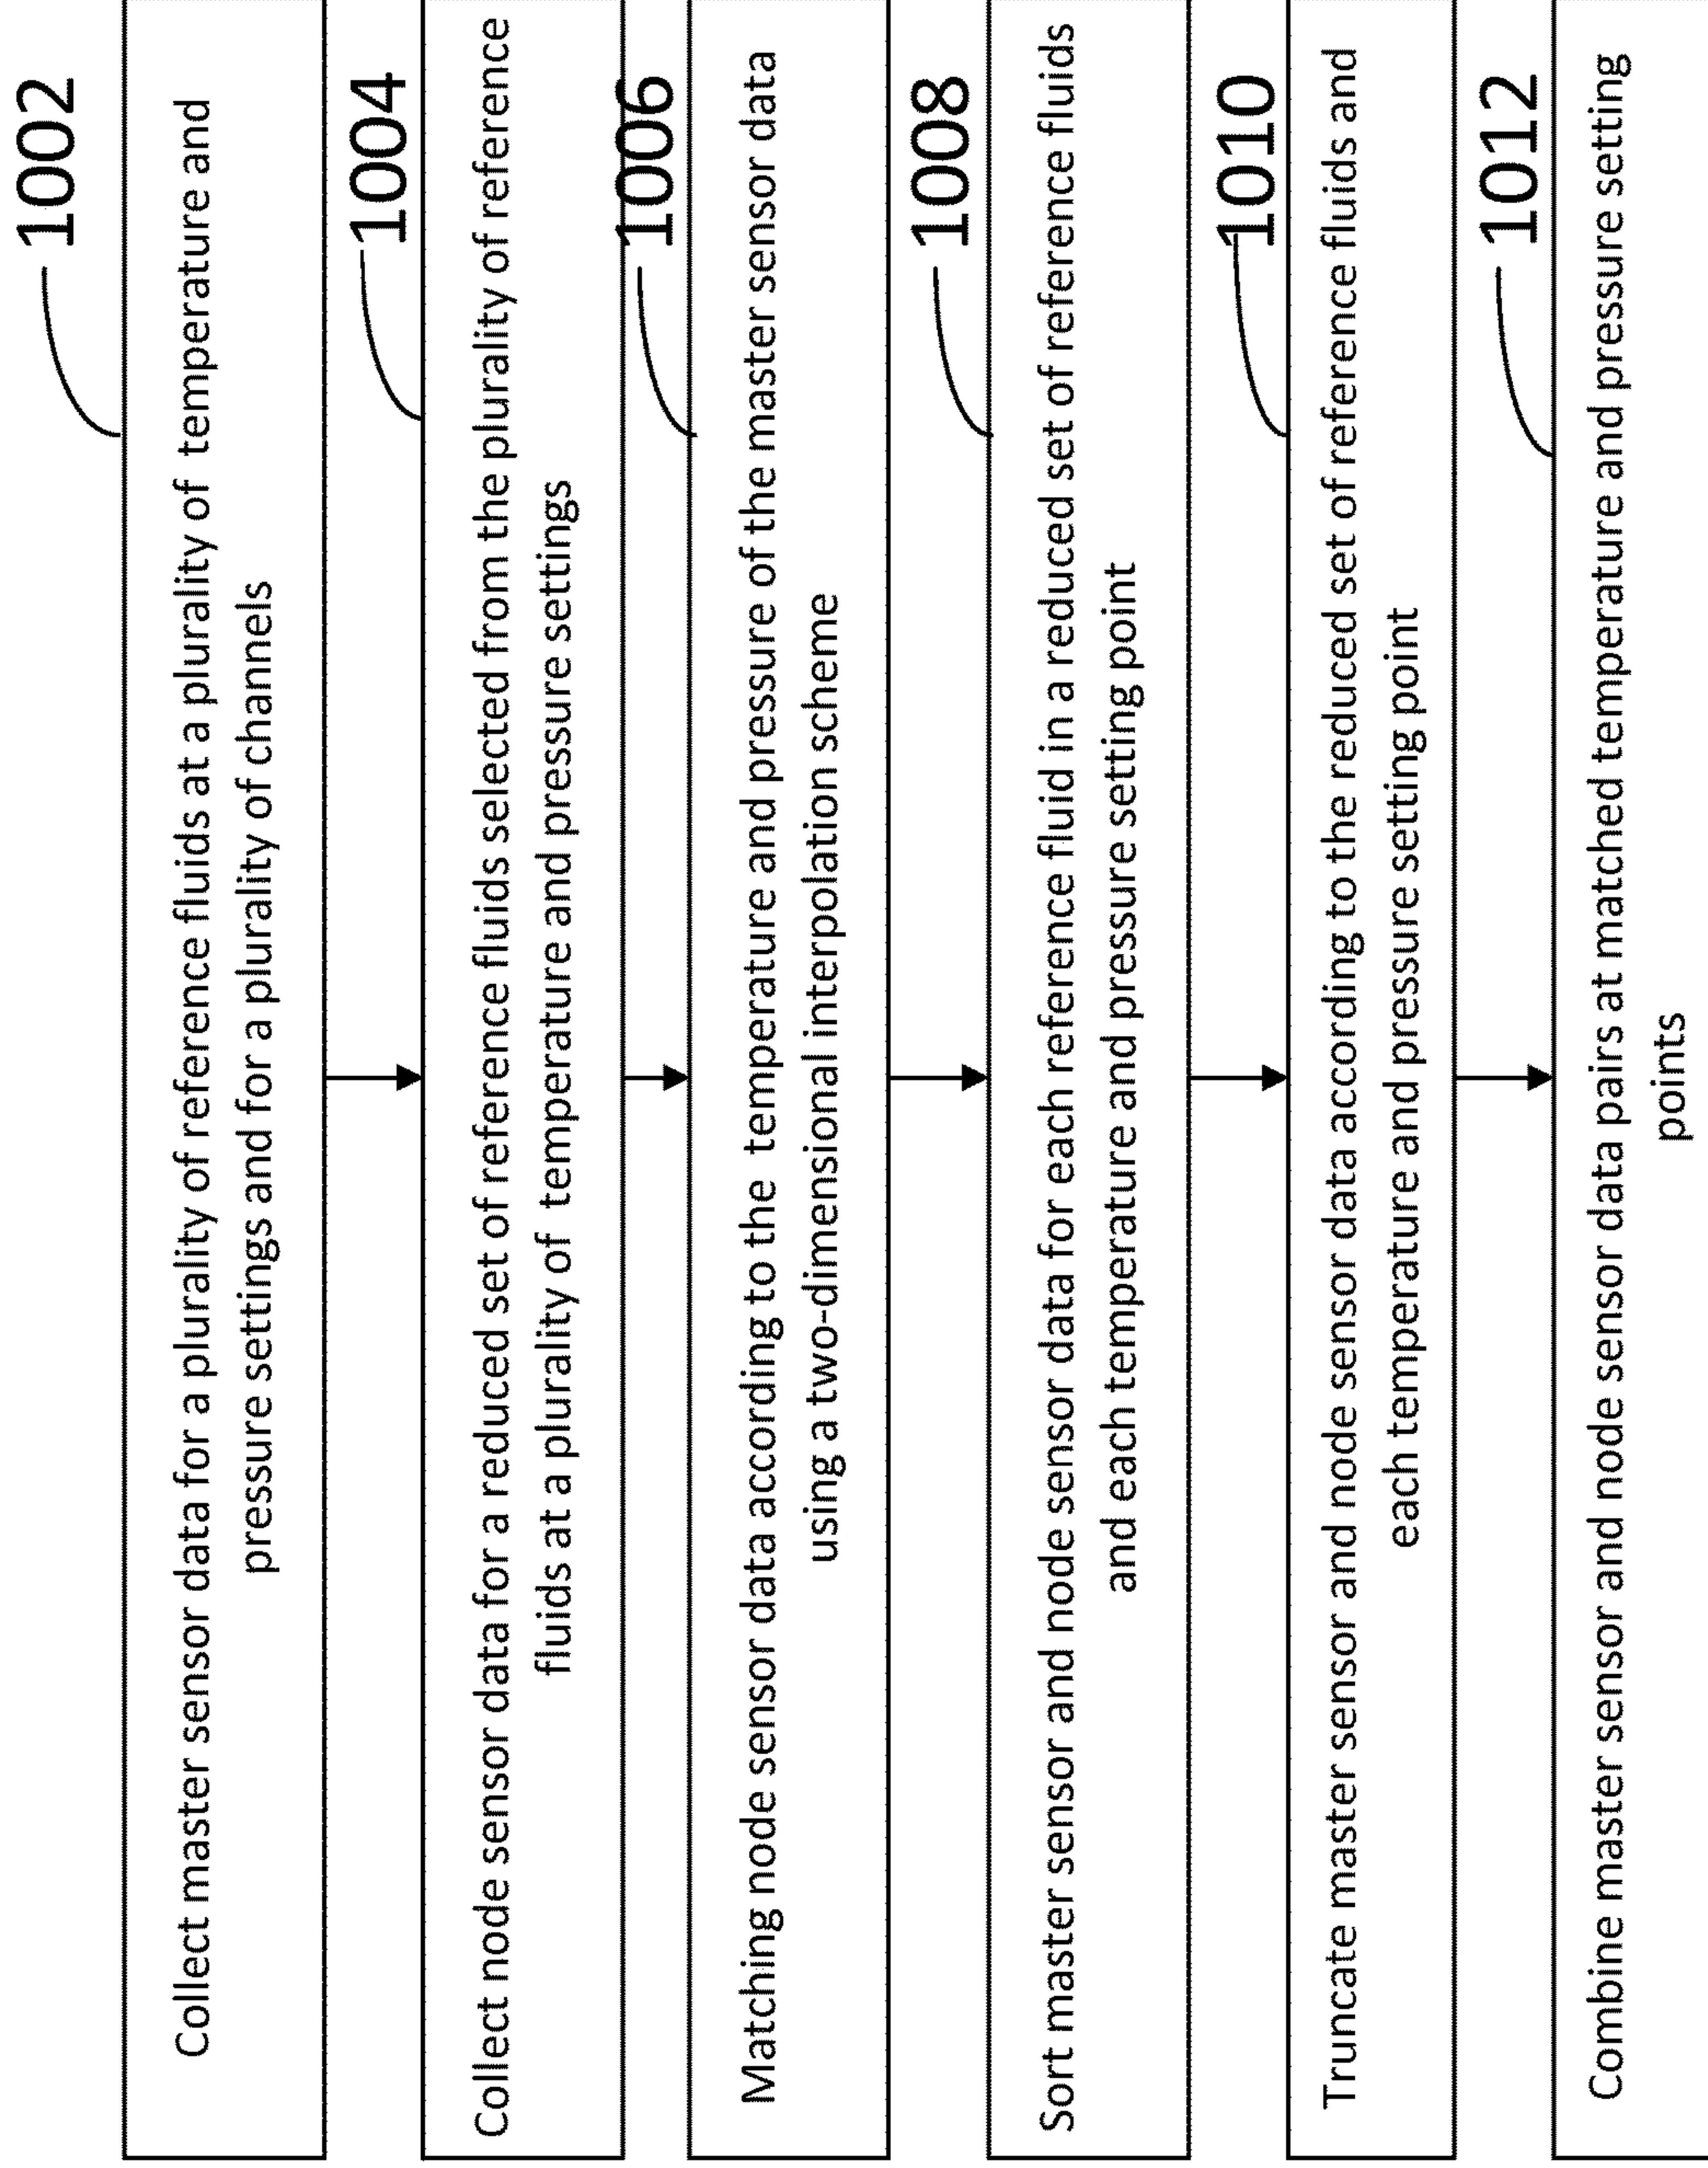 1002
Collect master sensor data for a plurality of reference fluids at a plurality of temperature and
pressure settings and for a plurality of channels
1004
Collect node sensor data for a reduced set of reference fluids selected from the plurality of reference
fluids at a plurality of temperature and pressure settings
1006
Matching node sensor data according to the temperature and pressure of the master sensor data
using a two-dimensional interpolation scheme
1008
Sort master sensor and node sensor data for each reference fluid in a reduced set of reference fluids
and each temperature and pressure setting point
1010
Truncate master sensor and node sensor data according to the reduced set of reference fluids and
each temperature and pressure setting point
1012
Combine master sensor and node sensor data pairs at matched temperature and pressure setting
points